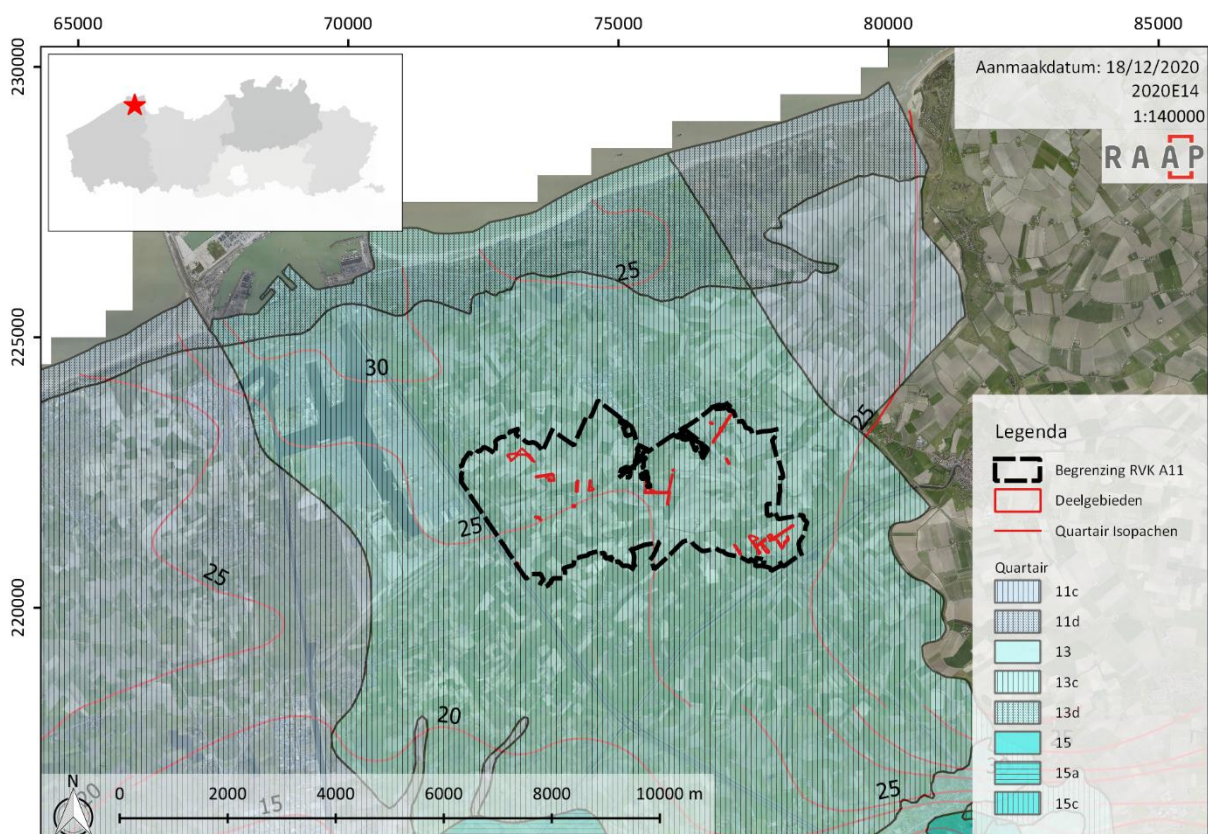 65000 70000 75000 80000 85000
230000
225000
220000
Aanmaakdatum: 18/12/2020
2020E14
1:140000
RAAP
25
30
25
25
25
20
25
20
15
Legenda
Begrenzing RVK A11
Deelgebieden
Quartair Isopachen
Quartair
11c
11d
13
13c
13d
15
15a
15c
N
0 2000 4000 6000 8000 10000 m